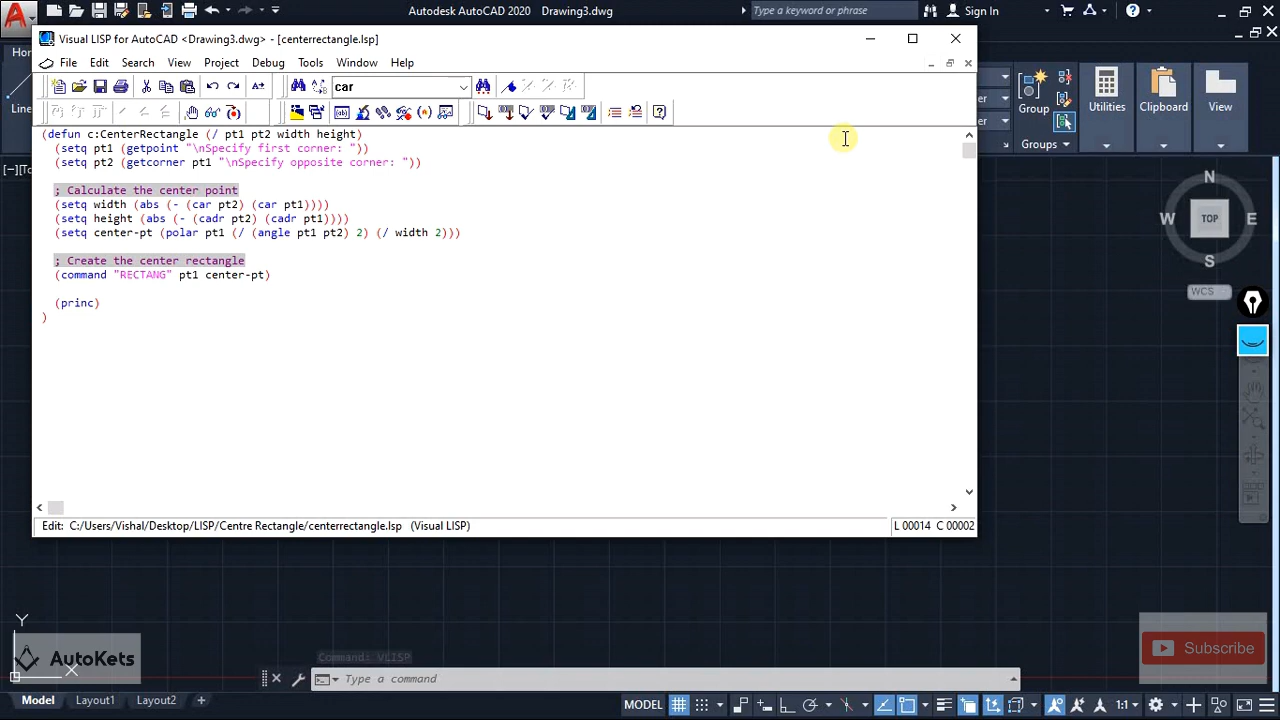 Autodesk AutoCAD 2020 Drawing3.dwg
Type a keyword or phrase
Sign In
Visual LISP for AutoCAD <Drawing3.dwg> - [centerrectangle.lsp]
File Edit Search View Project Debug Tools Window Help
car
(defun c:CenterRectangle (/ pt1 pt2 width height)
(setq pt1 (getpoint "\nSpecify first corner: "))
(setq pt2 (getcorner pt1 "\nSpecify opposite corner: "))
; Calculate the center point
(setq width (abs (- (car pt2) (car pt1))))
(setq height (abs (- (cadr pt2) (cadr pt1))))
(setq center-pt (polar pt1 (/ (angle pt1 pt2) 2) (/ width 2)))
; Create the center rectangle
(command "RECTANG" pt1 center-pt)
(princ)
)
Edit: C:/Users/Vishal/Desktop/LISP/Centre Rectangle/centerrectangle.lsp (Visual LISP)
L 00014 C 00002
Line
Group
Utilities
Clipboard
View
Groups
N
W TOP E
S
WCS
Y
X
AutoKets
Subscribe
Command: VLISP
Type a command
Model Layout1 Layout2 +
MODEL
1:1